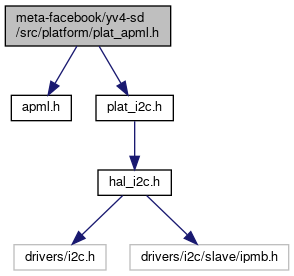 meta-facebook/yv4-sd
/src/platform/plat_apml.h
apml.h
plat_i2c.h
hal_i2c.h
drivers/i2c.h
drivers/i2c/slave/ipmb.h